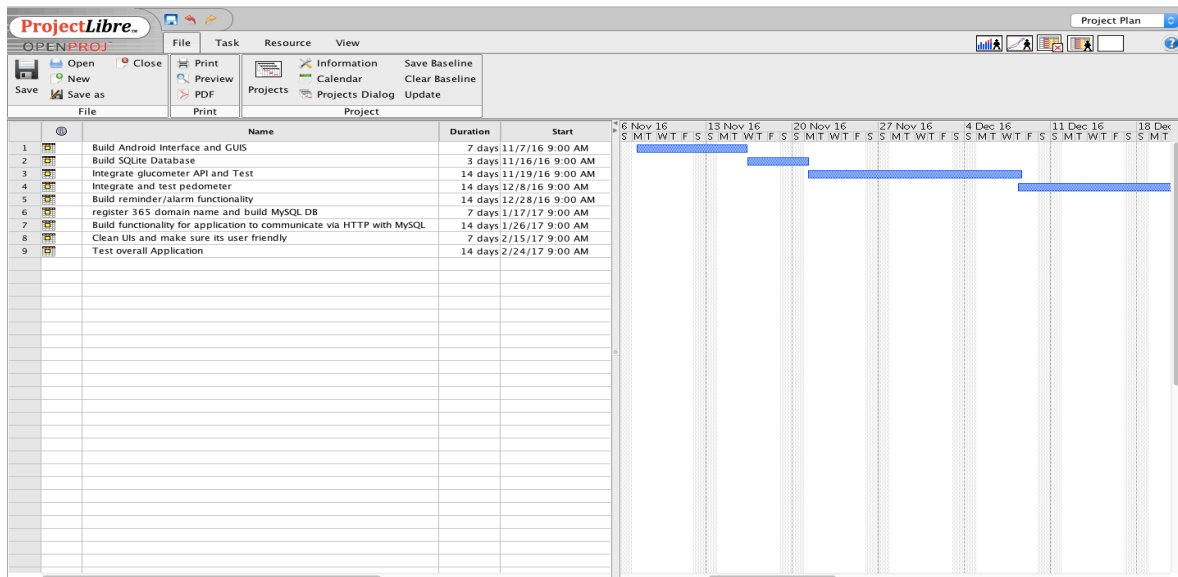 ProjectLibre™
Project Plan
OPENPROJ
File Task Resource View
Save
Open Close
New
Save as
File
Print
Preview
PDF
Print
Projects
Information Save Baseline
Calendar Clear Baseline
Projects Dialog Update
Project
Name Duration Start
6 Nov 16 13 Nov 16 20 Nov 16 27 Nov 16 4 Dec 16 11 Dec 16 18 Dec
S M T W T F S S M T W T F S S M T W T F S S M T W T F S S M T W T F S S M T W T F S S M T
1 Build Android Interface and GUIS 7 days 11/7/16 9:00 AM
2 Build SQLite Database 3 days 11/16/16 9:00 AM
3 Integrate glucometer API and Test 14 days 11/19/16 9:00 AM
4 Integrate and test pedometer 14 days 12/8/16 9:00 AM
5 Build reminder/alarm functionality 14 days 12/28/16 9:00 AM
6 register 365 domain name and build MySQL DB 7 days 1/17/17 9:00 AM
7 Build functionality for application to communicate via HTTP with MySQL 14 days 1/26/17 9:00 AM
8 Clean UIs and make sure its user friendly 7 days 2/15/17 9:00 AM
9 Test overall Application 14 days 2/24/17 9:00 AM